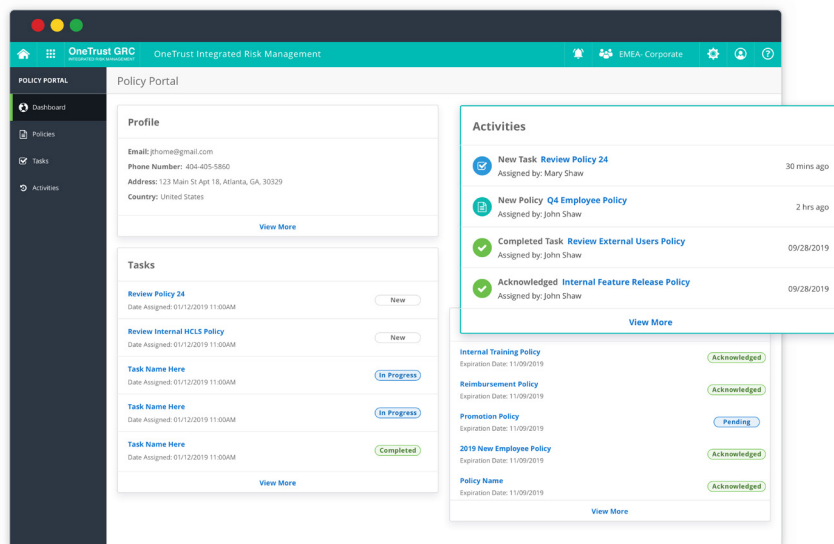 OneTrust GRC
INTEGRATED RISK MANAGEMENT
OneTrust Integrated Risk Management
EMEA- Corporate
POLICY PORTAL
Dashboard
Policies
Tasks
Activities
Policy Portal
Profile
Email: jthome@gmail.com
Phone Number: 404-405-5860
Address: 123 Main St Apt 18, Atlanta, GA, 30329
Country: United States
View More
Tasks
Review Policy 24
Date Assigned: 01/12/2019 11:00AM
New
Review Internal HCLS Policy
Date Assigned: 01/12/2019 11:00AM
New
Task Name Here
Date Assigned: 01/12/2019 11:00AM
In Progress
Task Name Here
Date Assigned: 01/12/2019 11:00AM
In Progress
Task Name Here
Date Assigned: 01/12/2019 11:00AM
Completed
View More
Activities
New Task Review Policy 24
Assigned by: Mary Shaw
30 mins ago
New Policy Q4 Employee Policy
Assigned by: John Shaw
2 hrs ago
Completed Task Review External Users Policy
Assigned by: John Shaw
09/28/2019
Acknowledged Internal Feature Release Policy
Assigned by: John Shaw
09/28/2019
View More
Internal Training Policy
Expiration Date: 11/09/2019
Acknowledged
Reimbursement Policy
Expiration Date: 11/09/2019
Acknowledged
Promotion Policy
Expiration Date: 11/09/2019
Pending
2019 New Employee Policy
Expiration Date: 11/09/2019
Acknowledged
Policy Name
Expiration Date: 11/09/2019
Acknowledged
View More